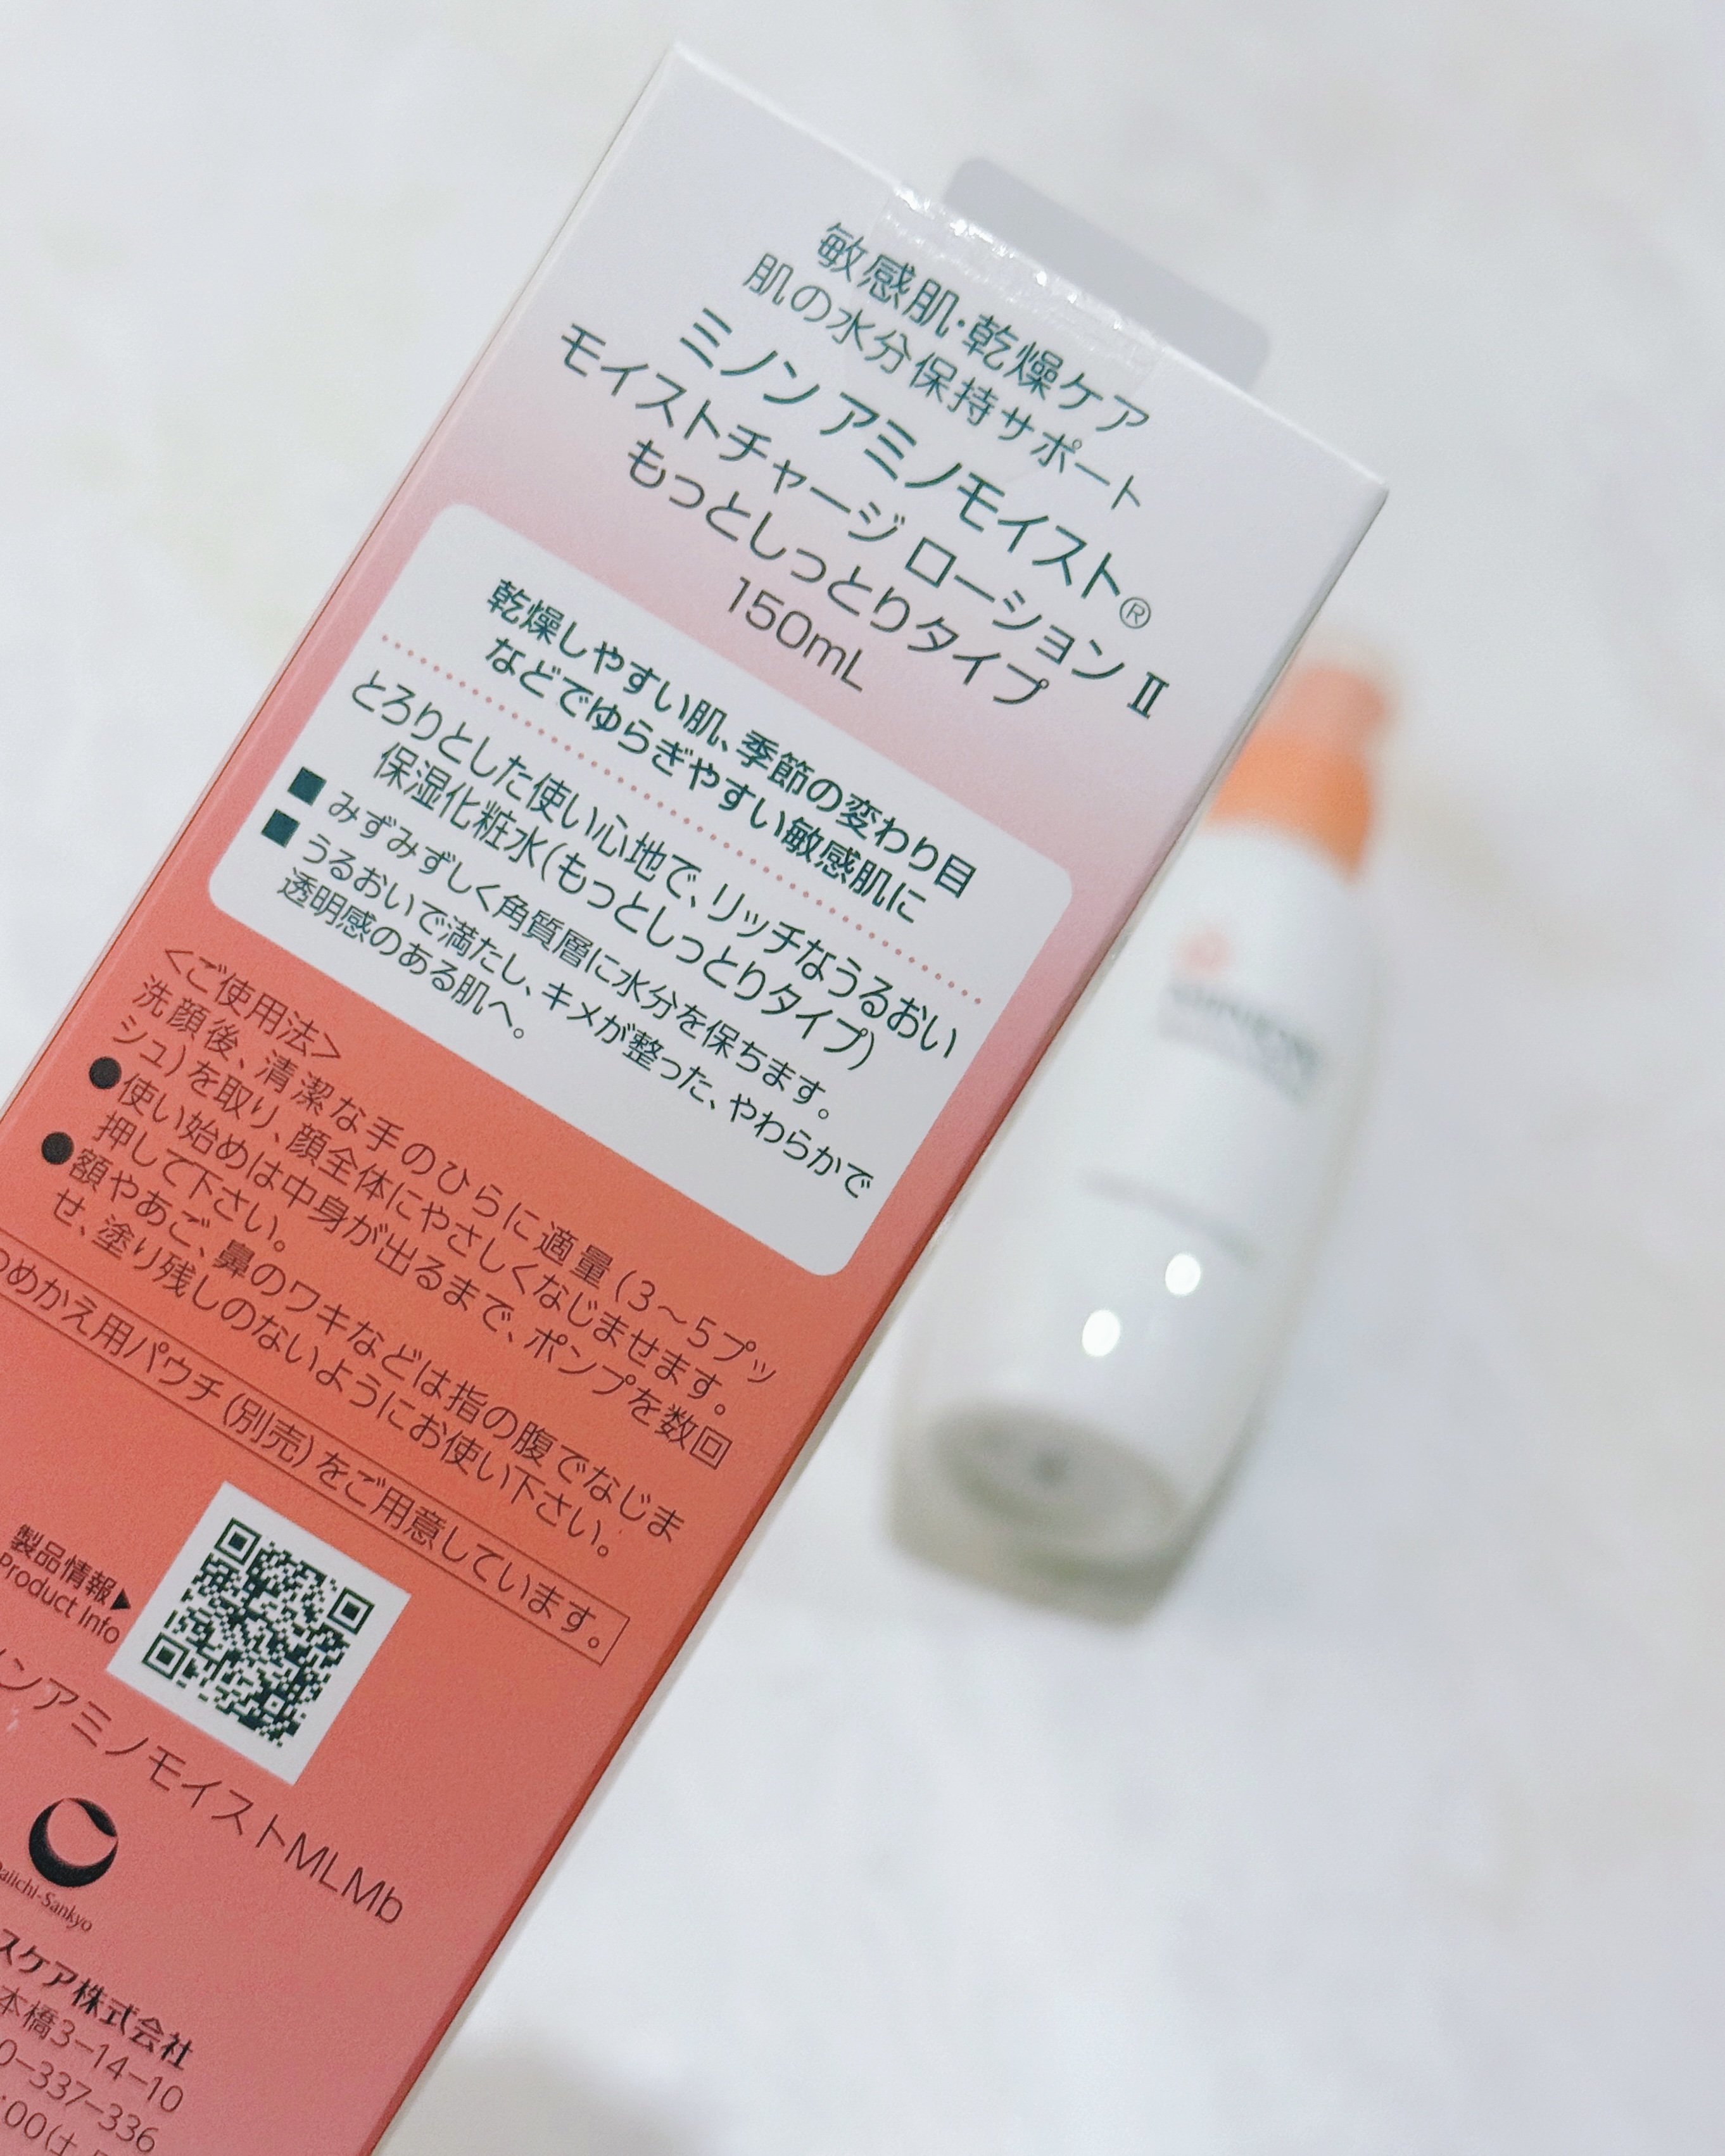 敏感肌・乾燥ケア
肌の水分保持サポート
ミノン アミノモイスト®
モイストチャージ ローション Ⅱ
もっとしっとりタイプ
150mL
乾燥しやすい肌、季節の変わり目
などでゆらぎやすい敏感肌に
とろりとした使い心地で、リッチなうるおい
保湿化粧水(もっとしっとりタイプ)
■ みずみずしく角質層に水分を保ちます。
■ うるおいで満たし、キメが整った、やわらかで
透明感のある肌へ。
<ご使用法>
洗顔後、清潔な手のひらに適量(3〜5プッ
シュ)を取り、顔全体にやさしくなじませます。
●使い始めは中身が出るまで、ポンプを数回
押して下さい。
●額やあご、鼻のワキなどは指の腹でなじま
せ、塗り残しのないようにお使い下さい。
つめかえ用パウチ(別売)をご用意しています。
製品情報▶
Product Info
ノンアミノモイストMLMb
Daiichi-Sankyo
スケア株式会社
本橋3-14-10
0-337-336
:00(土